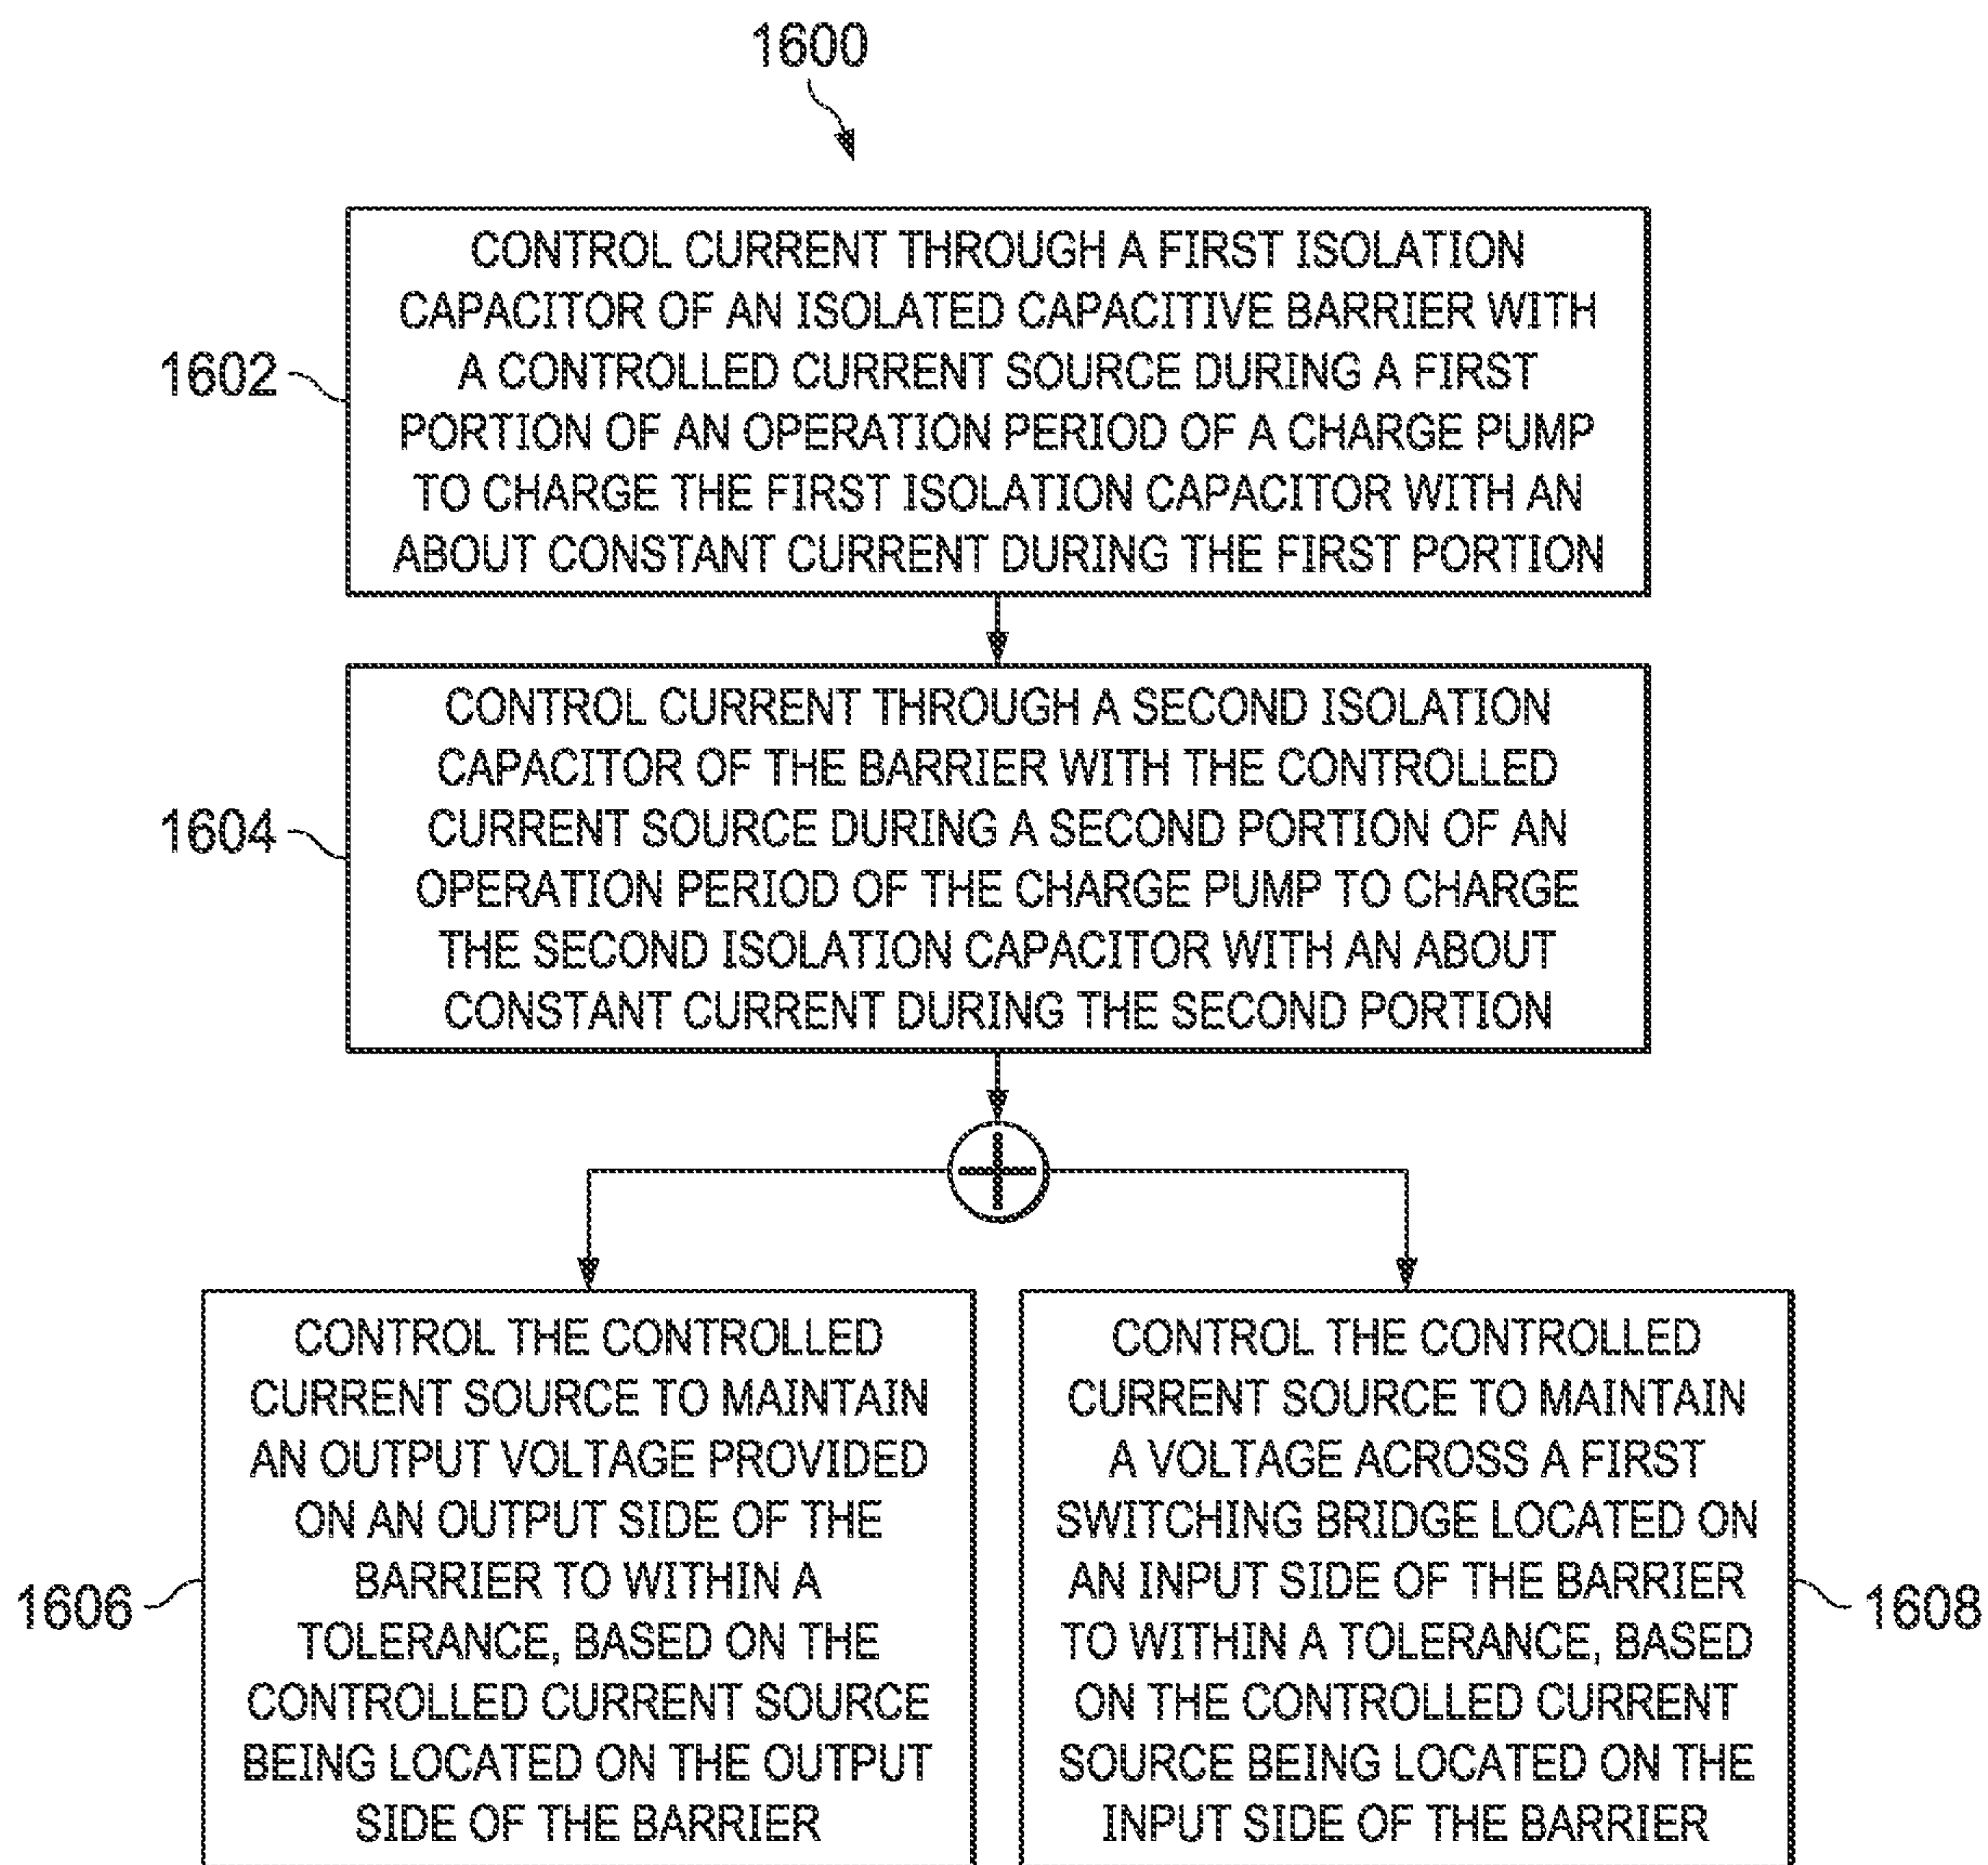 1600
CONTROL CURRENT THROUGH A FIRST ISOLATION
CAPACITOR OF AN ISOLATED CAPACITIVE BARRIER WITH
A CONTROLLED CURRENT SOURCE DURING A FIRST
PORTION OF AN OPERATION PERIOD OF A CHARGE PUMP
TO CHARGE THE FIRST ISOLATION CAPACITOR WITH AN
ABOUT CONSTANT CURRENT DURING THE FIRST PORTION
1602
CONTROL CURRENT THROUGH A SECOND ISOLATION
CAPACITOR OF THE BARRIER WITH THE CONTROLLED
CURRENT SOURCE DURING A SECOND PORTION OF AN
OPERATION PERIOD OF THE CHARGE PUMP TO CHARGE
THE SECOND ISOLATION CAPACITOR WITH AN ABOUT
CONSTANT CURRENT DURING THE SECOND PORTION
1604
CONTROL THE CONTROLLED
CURRENT SOURCE TO MAINTAIN
AN OUTPUT VOLTAGE PROVIDED
ON AN OUTPUT SIDE OF THE
BARRIER TO WITHIN A
TOLERANCE, BASED ON THE
CONTROLLED CURRENT SOURCE
BEING LOCATED ON THE OUTPUT
SIDE OF THE BARRIER
1606
CONTROL THE CONTROLLED
CURRENT SOURCE TO MAINTAIN
A VOLTAGE ACROSS A FIRST
SWITCHING BRIDGE LOCATED ON
AN INPUT SIDE OF THE BARRIER
TO WITHIN A TOLERANCE, BASED
ON THE CONTROLLED CURRENT
SOURCE BEING LOCATED ON THE
INPUT SIDE OF THE BARRIER
1608